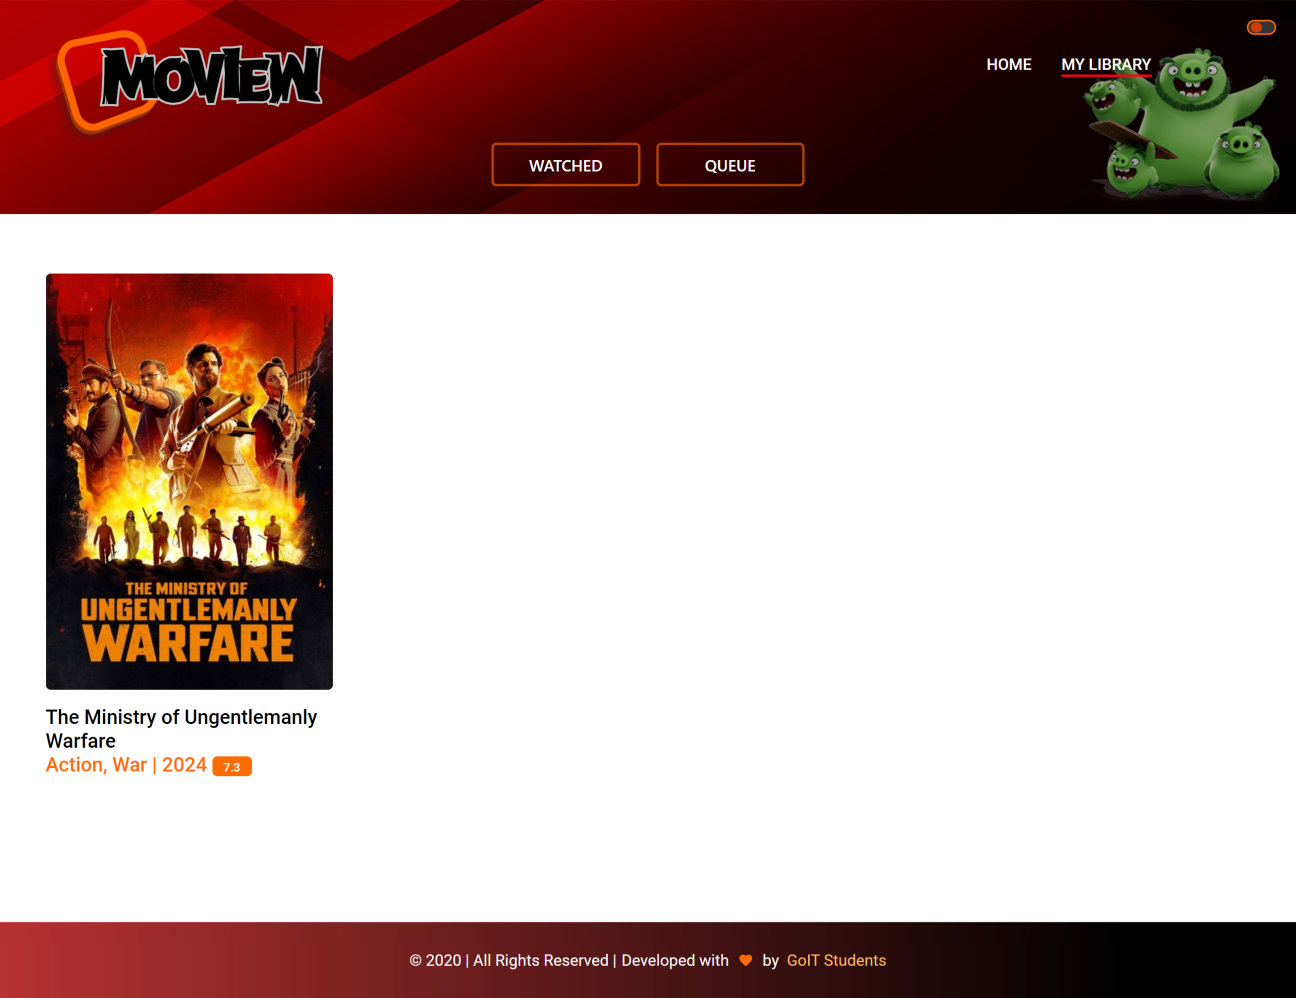 MOVIEW
HOME
MY LIBRARY
WATCHED
QUEUE
THE MINISTRY OF
UNGENTLEMANLY
WARFARE
The Ministry of Ungentlemanly
Warfare
Action, War | 2024 7.3
© 2020 | All Rights Reserved | Developed with by GoIT Students